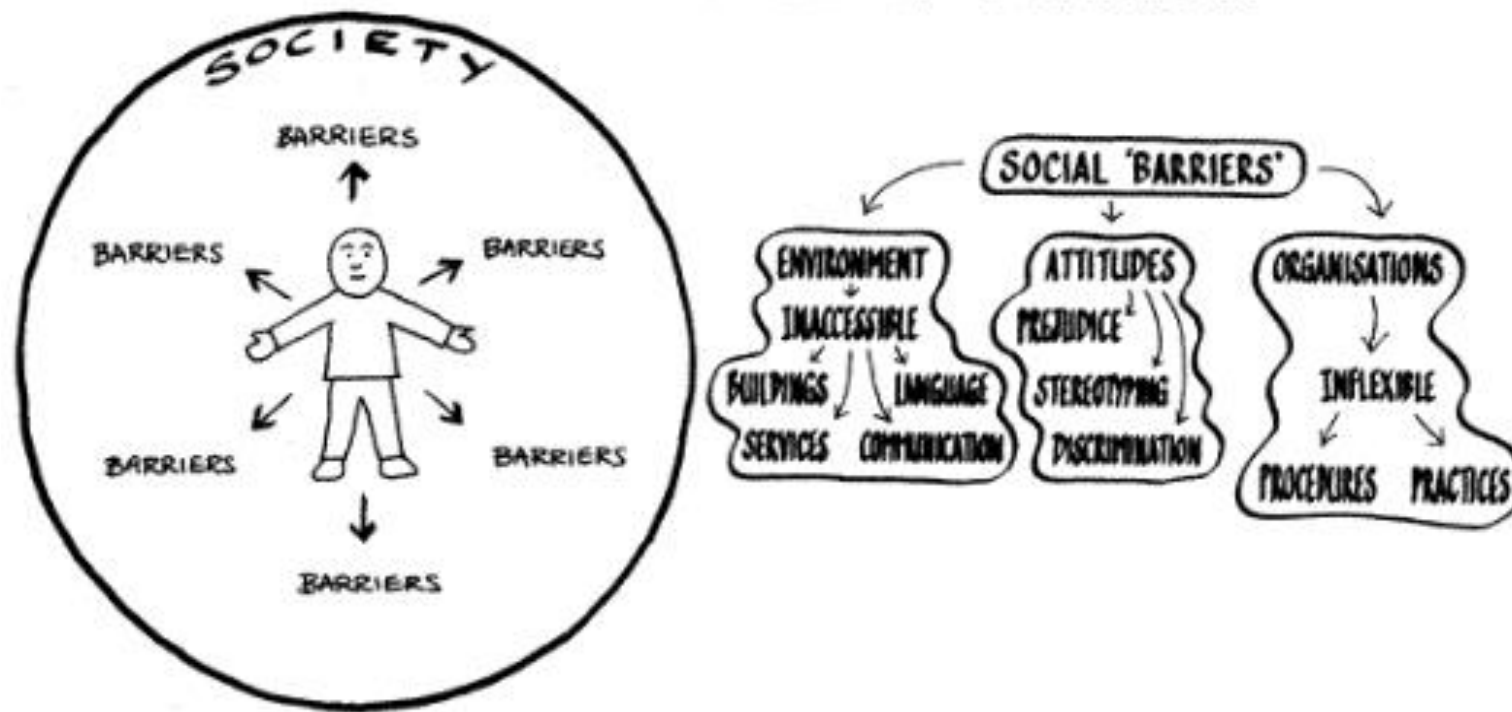 SOCIETY
BARRIERS
BARRIERS
BARRIERS
BARRIERS
BARRIERS
BARRIERS
SOCIAL 'BARRIERS'
ENVIRONMENT
INACCESSIBLE
BUILDINGS
LANGUAGE
SERVICES
COMMUNICATION
ATTITUDES
PREJUDICE
STEREOTYPING
DISCRIMINATION
ORGANISATIONS
INFLEXIBLE
PROCEDURES
PRACTICES